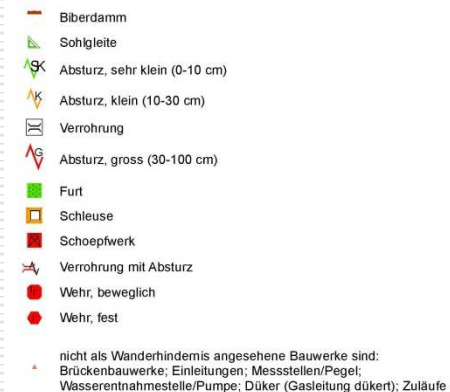 Biberdamm
Sohlgleite
SK Absturz, sehr klein (0-10 cm)
K Absturz, klein (10-30 cm)
Verrohrung
G Absturz, gross (30-100 cm)
Furt
Schleuse
Schoepfwerk
Verrohrung mit Absturz
Wehr, beweglich
Wehr, fest
nicht als Wanderhindernis angesehene Bauwerke sind:
Brückenbauwerke; Einleitungen; Messstellen/Pegel;
Wasserentnahmestelle/Pumpe; Düker (Gasleitung dükert); Zuläufe